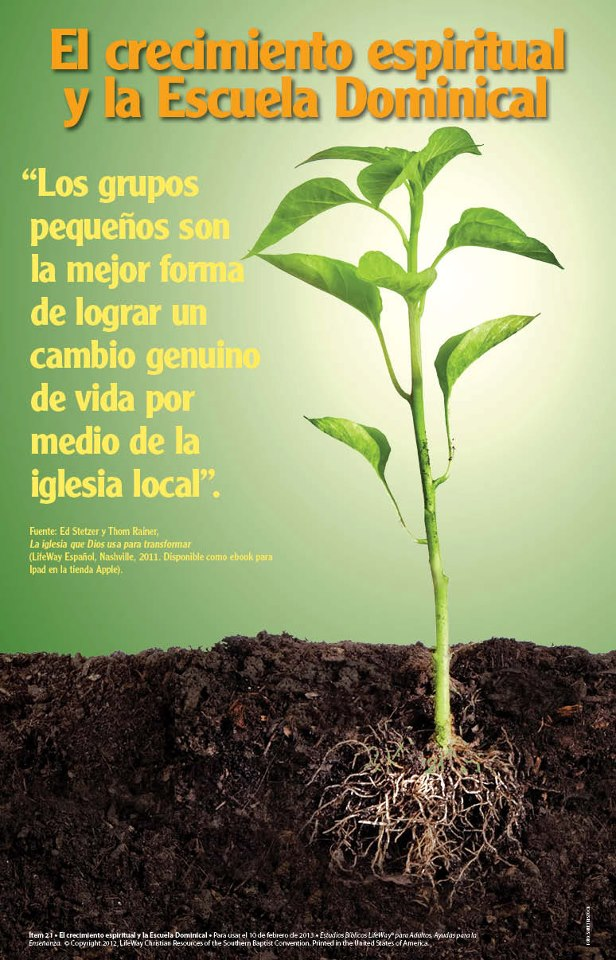 El crecimiento espiritual
y la Escuela Dominical
“Los grupos
pequeños son
la mejor forma
de lograr un
cambio genuino
de vida por
medio de la
iglesia local”.
Fuente: Ed Stetzer y Thom Rainer,
La iglesia que Dios usa para transformar
(LifeWay Español, Nashville, 2011. Disponible como ebook para
Ipad en la tienda Apple).
Ítem 21 • El crecimiento espiritual y la Escuela Dominical • Para usar el 10 de febrero de 2013 • Estudios Bíblicos LifeWay® para Adultos. Ayudas para la
Enseñanza. © Copyright 2012, LifeWay Christian Resources of the Southern Baptist Convention. Printed in the United States of America.